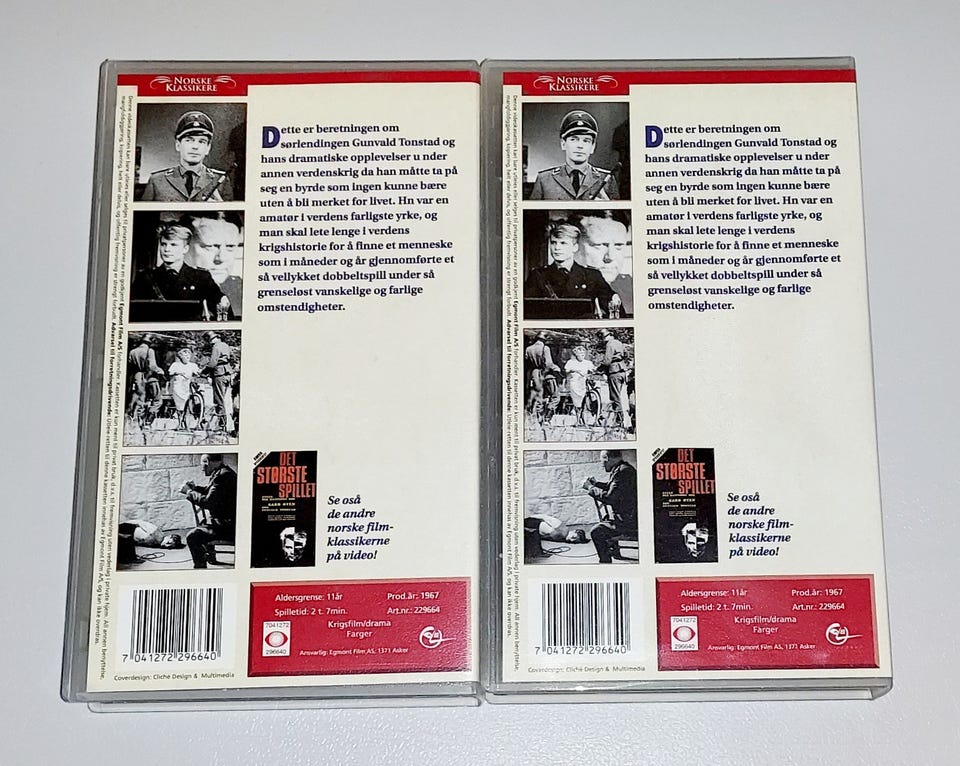 NORSKE
KLASSIKERE
Dette er beretningen om
sørlendingen Gunvald Tonstad og
hans dramatiske opplevelser u nder
annen verdenskrig da han måtte ta på
seg en byrde som ingen kunne bære
uten å bli merket for livet. Hn var en
amatør i verdens farligste yrke, og
man skal lete lenge i verdens
krigshistorie for å finne et menneske
som i måneder og år gjennomførte et
så vellykket dobbeltspill under så
grenseløst vanskelige og farlige
omstendigheter.
DET
STØRSTE
SPILLET
Se oså
de andre
norske film-
klassikerne
på video!
Aldersgrense: 11år
Prod.år: 1967
Spilletid: 2 t. 7min.
Art.nr.: 229664
Krigsfilm/drama
Farger
7041272
296640
Ansvarlig: Egmont Film AS, 1371 Asker
7 041272 296640
Coverdesign: Cliché Design & Multimedia
NORSKE
KLASSIKERE
Dette er beretningen om
sørlendingen Gunvald Tonstad og
hans dramatiske opplevelser u nder
annen verdenskrig da han måtte ta på
seg en byrde som ingen kunne bære
uten å bli merket for livet. Hn var en
amatør i verdens farligste yrke, og
man skal lete lenge i verdens
krigshistorie for å finne et menneske
som i måneder og år gjennomførte et
så vellykket dobbeltspill under så
grenseløst vanskelige og farlige
omstendigheter.
DET
STØRSTE
SPILLET
Se oså
de andre
norske film-
klassikerne
på video!
Aldersgrense: 11år
Prod.år: 1967
Spilletid: 2 t. 7min.
Art.nr.: 229664
Krigsfilm/drama
Farger
7041272
296640
Ansvarlig: Egmont Film AS, 1371 Asker
7 041272 296640
Coverdesign: Cliché Design & Multimedia